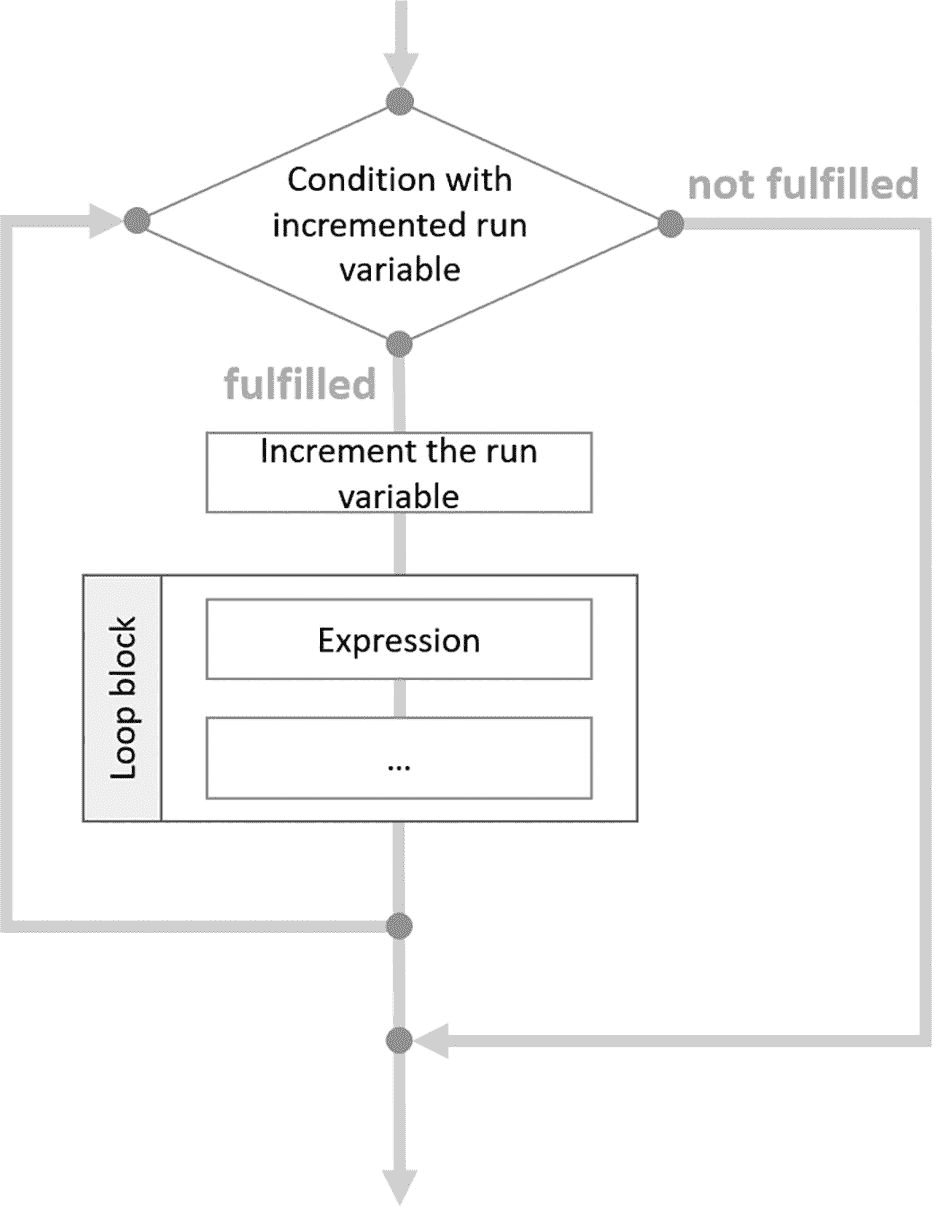 Condition with
incremented run
variable
not fulfilled
fulfilled
Increment the run
variable
Loop block
Expression
...